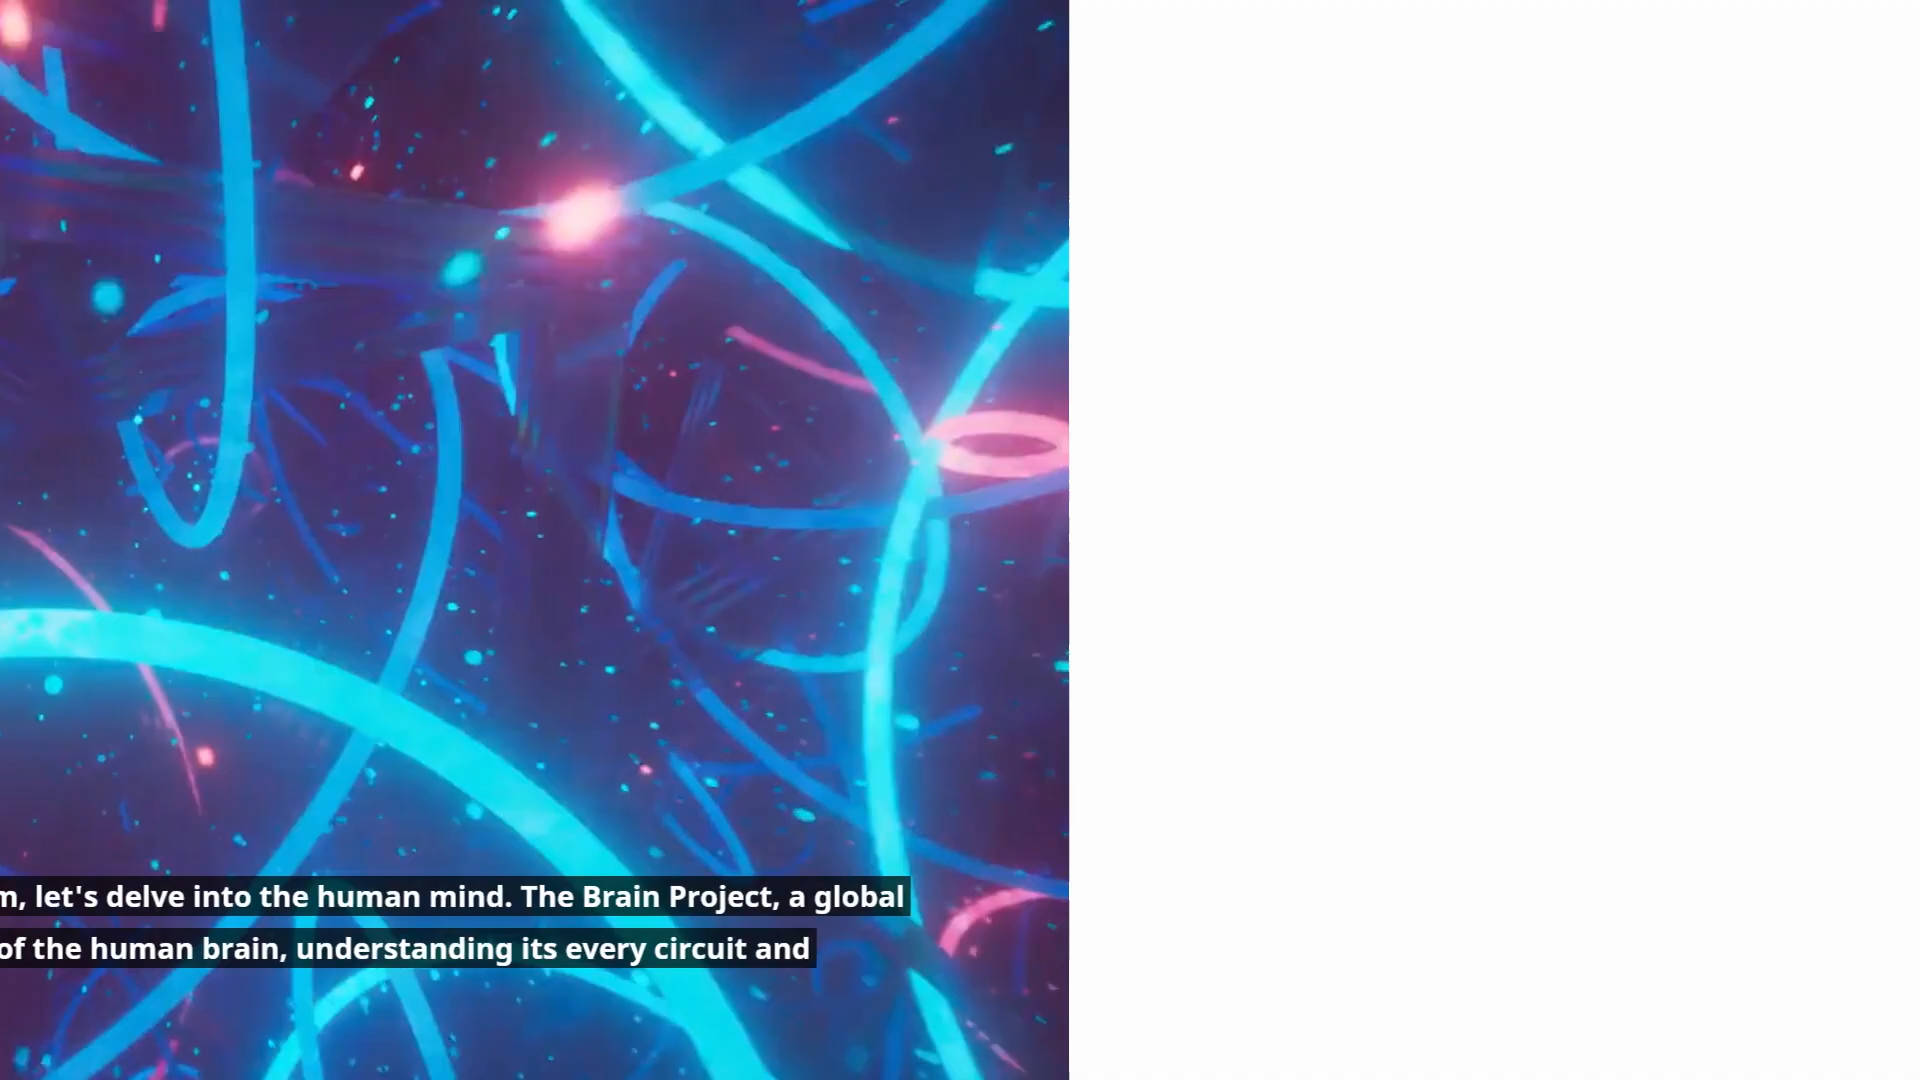 let's delve into the human mind. The Brain Project, a global
of the human brain, understanding its every circuit and